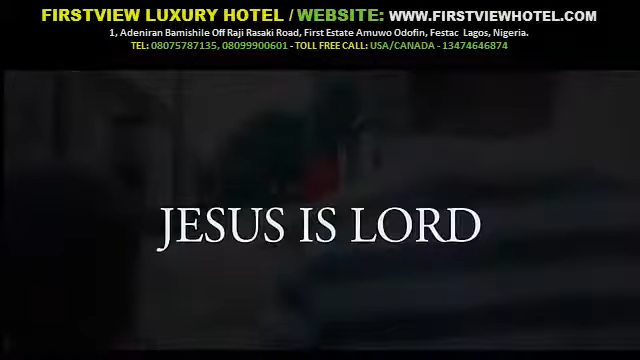 FIRSTVIEW LUXURY HOTEL / WEBSITE: WWW.FIRSTVIEWHOTEL.COM
1, Adeniran Bamishile Off Raji Rasaki Road, First Estate Amuwo Odofin, Festac Lagos, Nigeria.
TEL: 08075787135, 08099900601 - TOLL FREE CALL: USA/CANADA - 13474646874
JESUS IS LORD